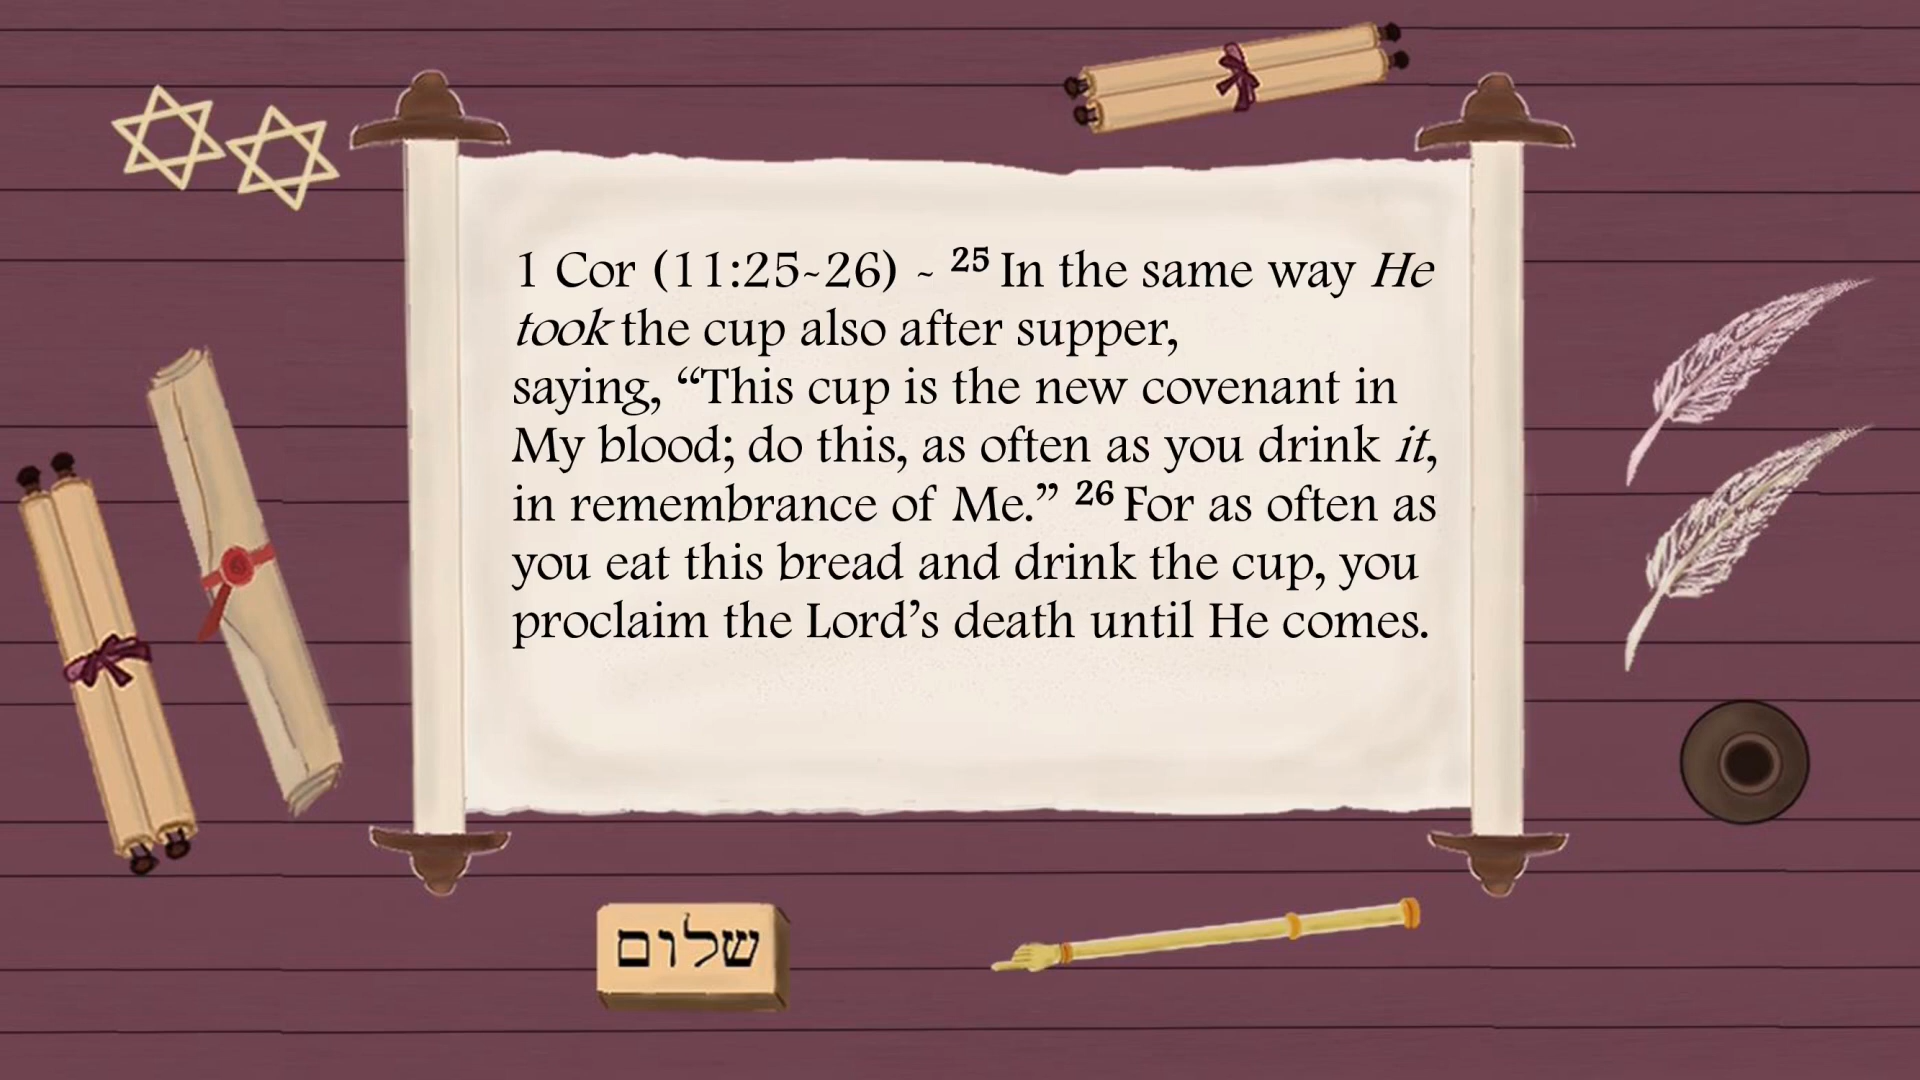 1 Cor (11:25-26) - 25 In the same way He
took the cup also after supper,
saying, “This cup is the new covenant in
My blood; do this, as often as you drink it,
in remembrance of Me.” 26 For as often as
you eat this bread and drink the cup, you
proclaim the Lord’s death until He comes.
שלום